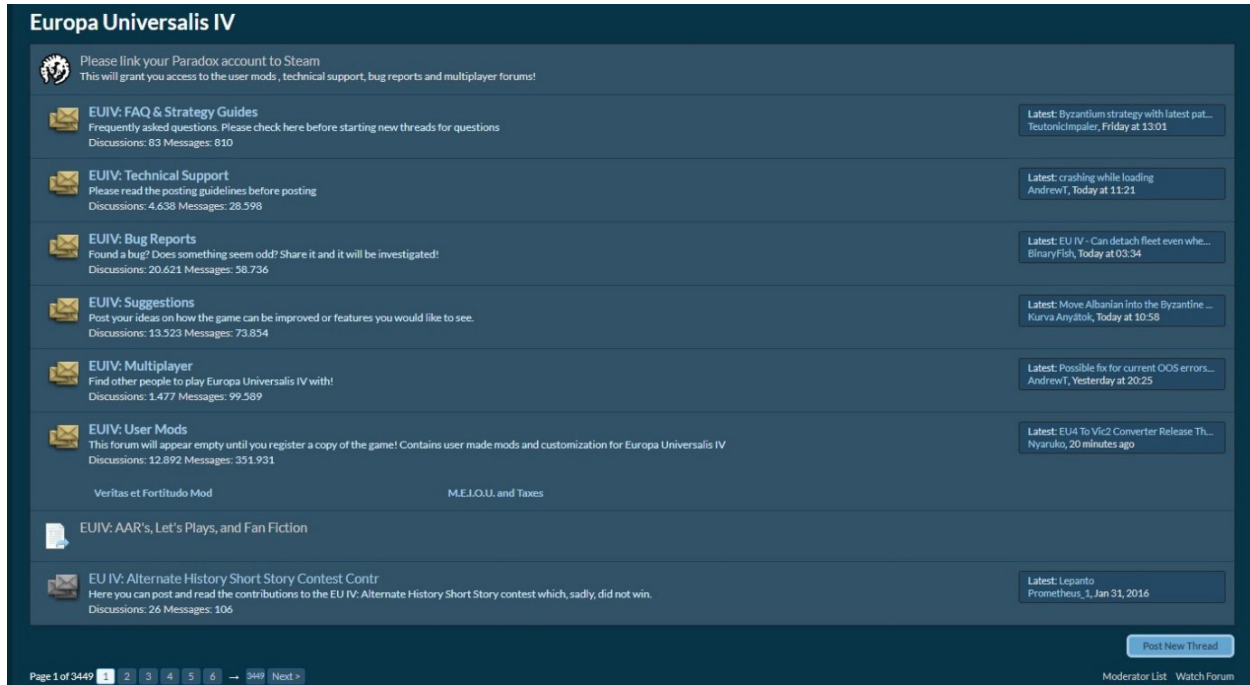 Europa Universalis IV
Please link your Paradox account to Steam
This will grant you access to the user mods , technical support, bug reports and multiplayer forums!
EUIV: FAQ & Strategy Guides
Frequently asked questions. Please check here before starting new threads for questions
Discussions: 83 Messages: 810
Latest: Byzantium strategy with latest pat...
TeutonicImpaler, Friday at 13:01
EUIV: Technical Support
Please read the posting guidelines before posting
Discussions: 4.638 Messages: 28.598
Latest: crashing while loading
AndrewT, Today at 11:21
EUIV: Bug Reports
Found a bug? Does something seem odd? Share it and it will be investigated!
Discussions: 20.621 Messages: 58.736
Latest: EU IV - Can detach fleet even whe...
BinaryFish, Today at 03:34
EUIV: Suggestions
Post your ideas on how the game can be improved or features you would like to see.
Discussions: 13.523 Messages: 73.854
Latest: Move Albanian into the Byzantine ...
Kurva Anyátok, Today at 10:58
EUIV: Multiplayer
Find other people to play Europa Universalis IV with!
Discussions: 1.477 Messages: 99.589
Latest: Possible fix for current OOS errors...
AndrewT, Yesterday at 20:25
EUIV: User Mods
This forum will appear empty until you register a copy of the game! Contains user made mods and customization for Europa Universalis IV
Discussions: 12.892 Messages: 351.931
Latest: EU4 To Vic2 Converter Release Th...
Nyaruko, 20 minutes ago
Veritas et Fortitudo Mod
M.E.I.O.U. and Taxes
EUIV: AAR's, Let's Plays, and Fan Fiction
EU IV: Alternate History Short Story Contest Contr
Here you can post and read the contributions to the EU IV: Alternate History Short Story contest which, sadly, did not win.
Discussions: 26 Messages: 106
Latest: Lepanto
Prometheus_1, Jan 31, 2016
Post New Thread
Page 1 of 3449 1 2 3 4 5 6 → 3449 Next >
Moderator List Watch Forum